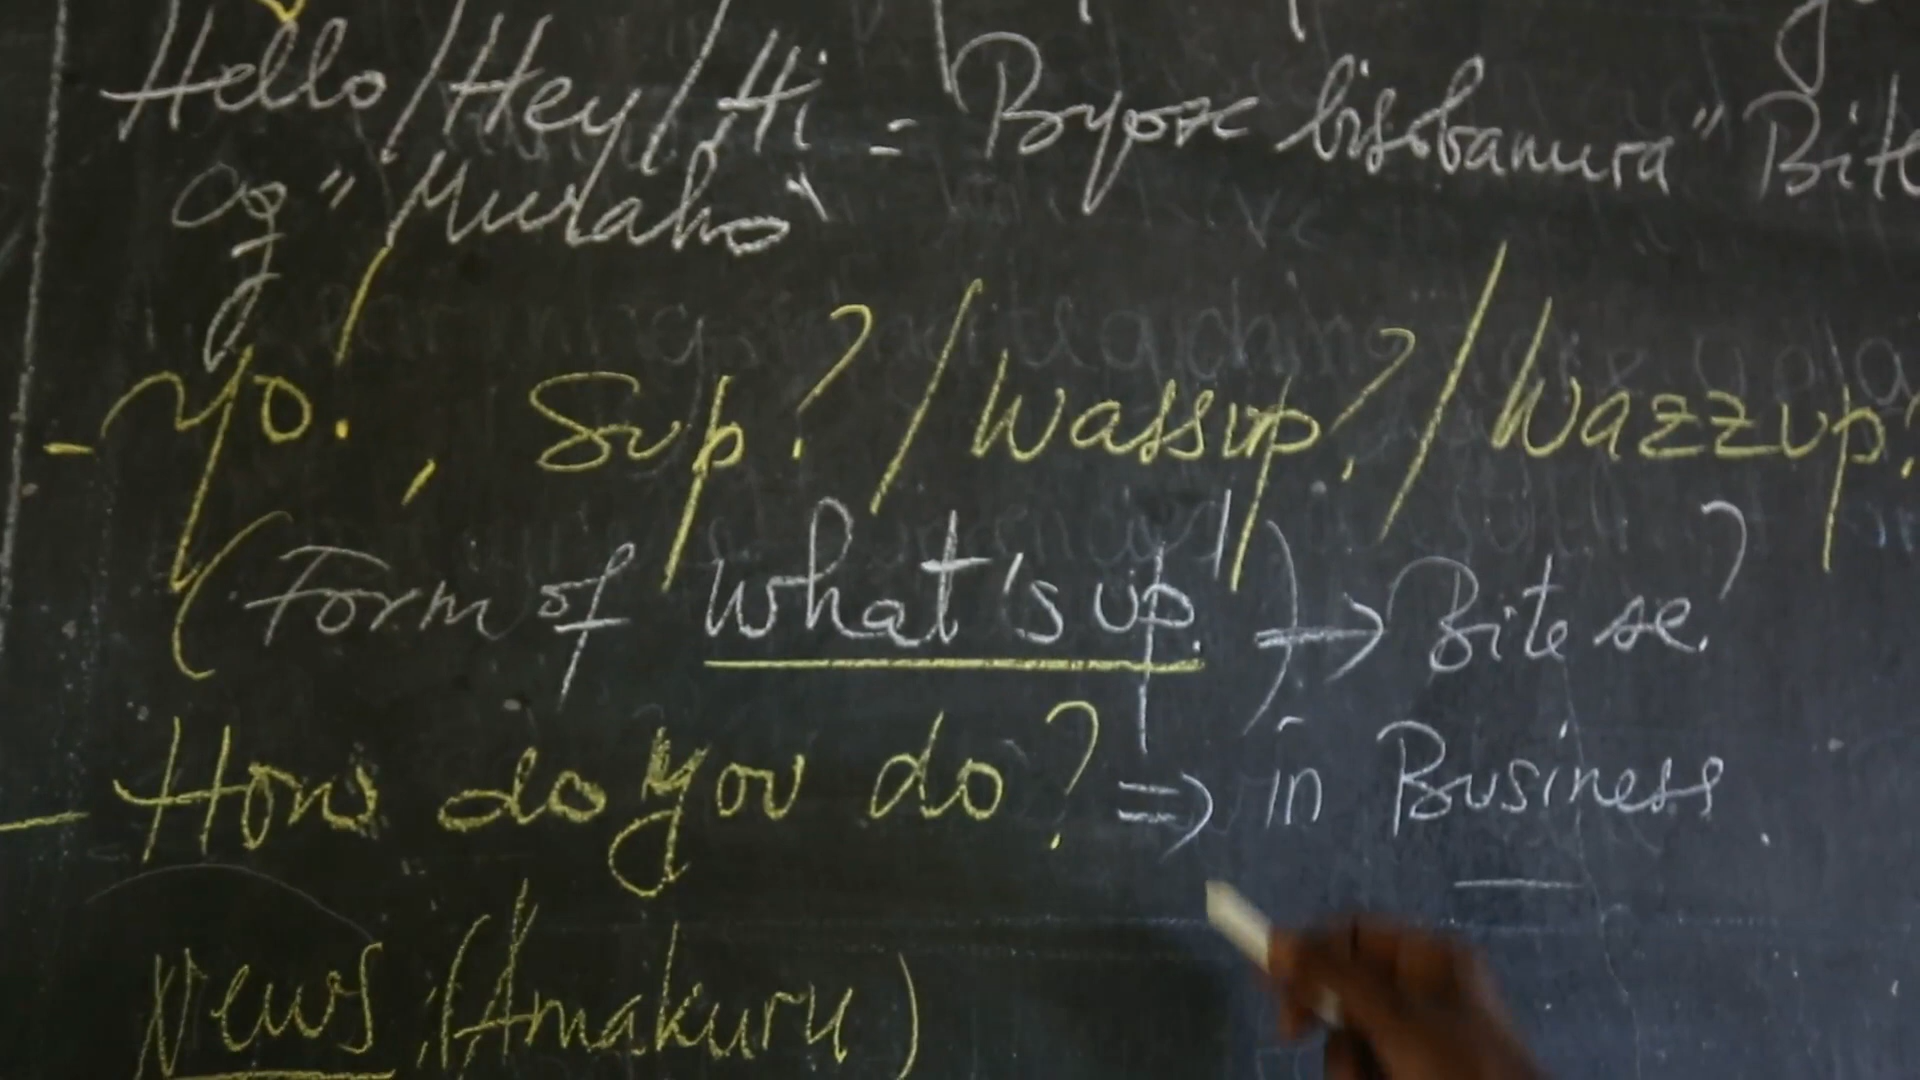 Hello/Hey/Hi = Byose bisobanura " Bite
cg " Muraho"
- Yo!, Sup?/Wassup?/Wazzup?
(Form of What's up!) → Bite se?
- How do you do? ⇒ in Business
News, (Amakuru)